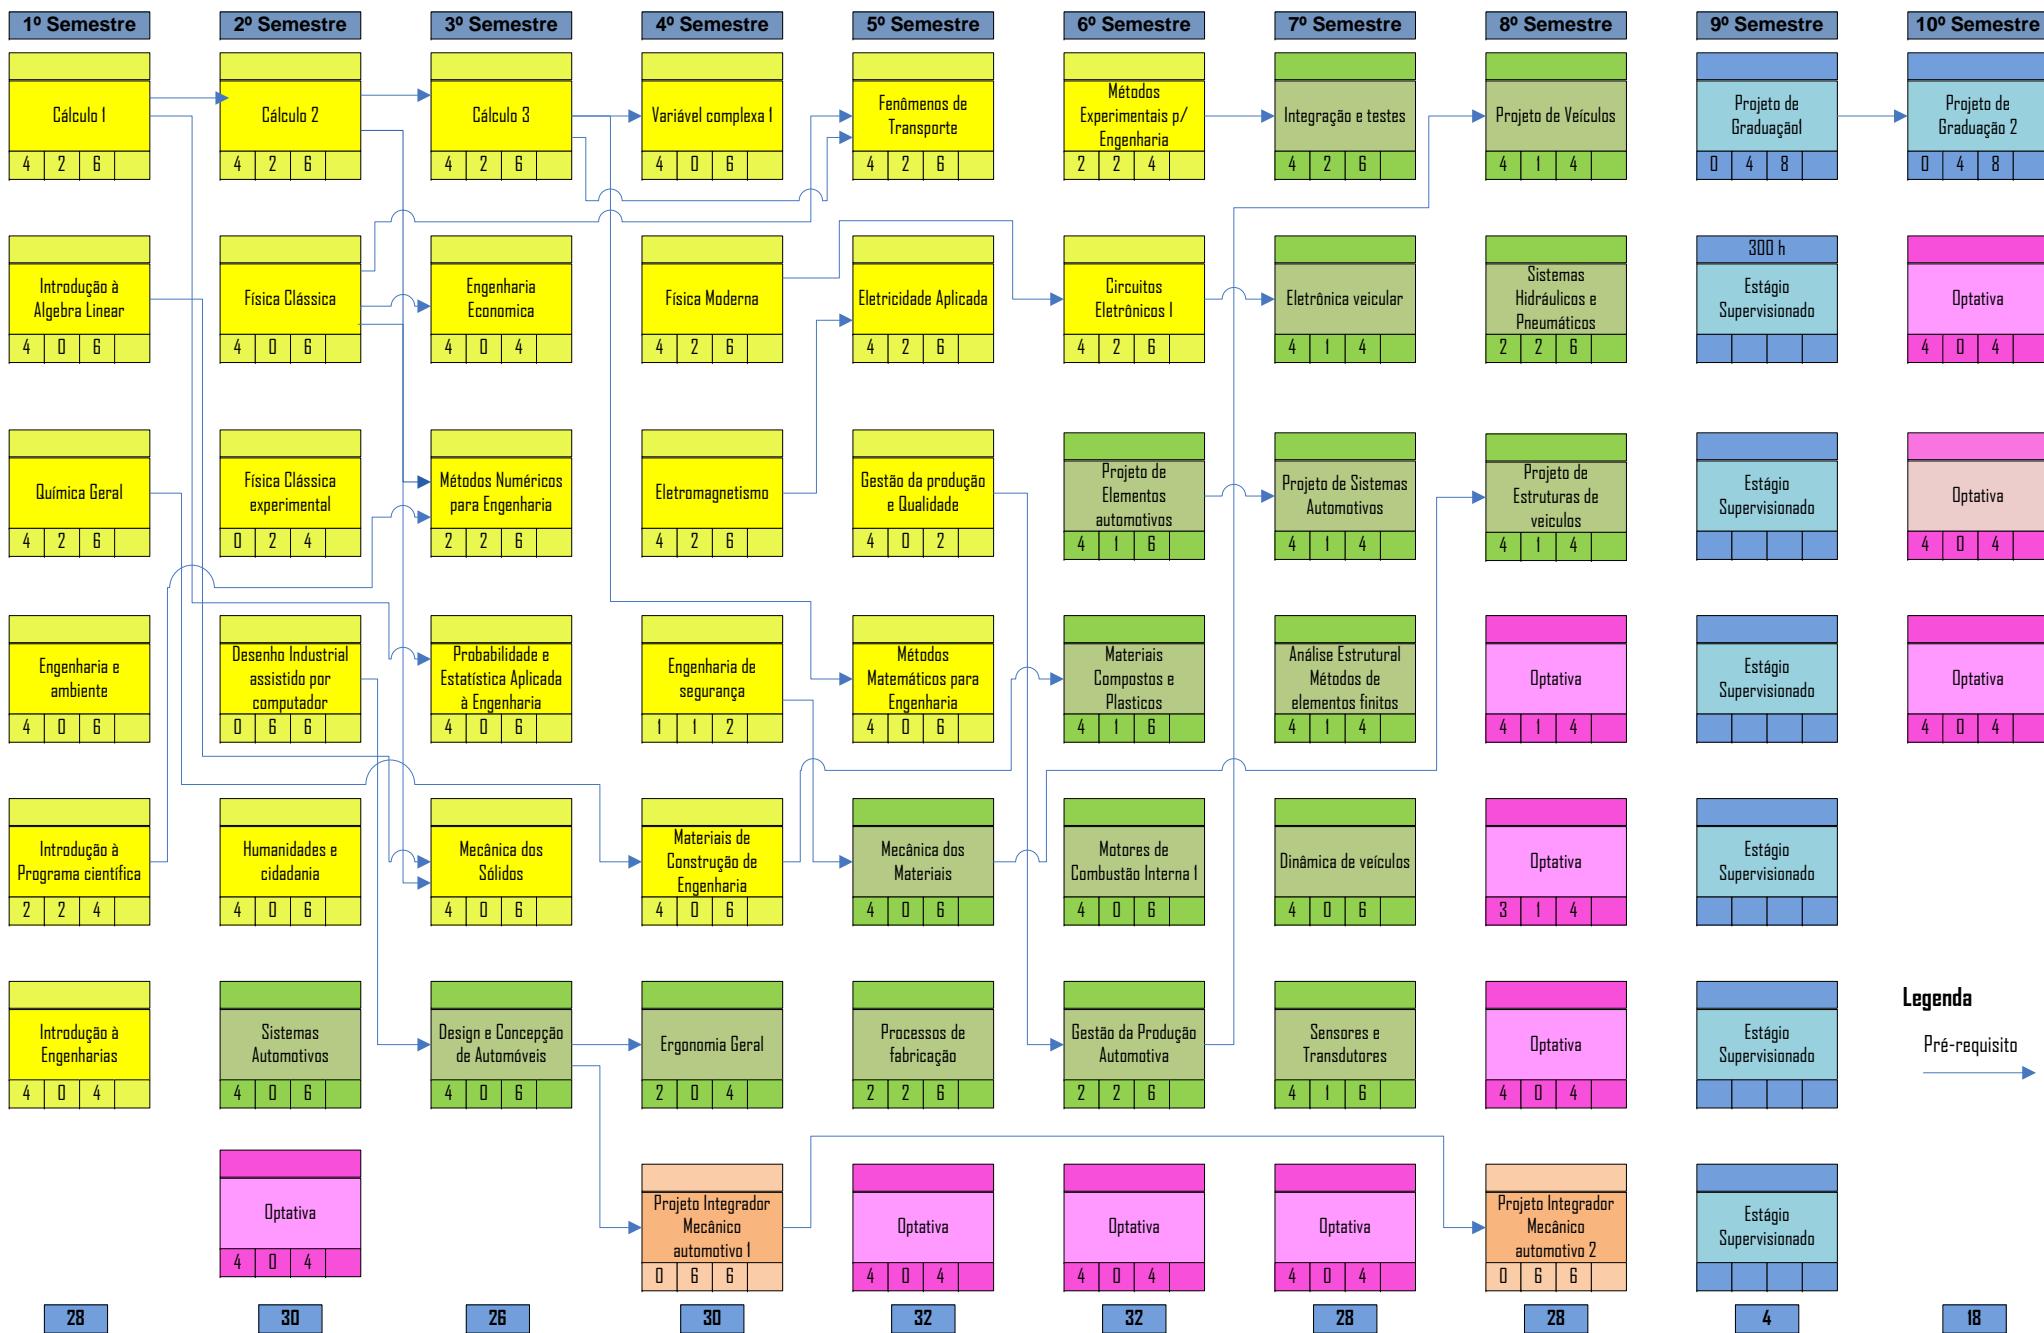 1º Semestre
2º Semestre
3º Semestre
4º Semestre
5º Semestre
6º Semestre
7º Semestre
8º Semestre
9º Semestre
10º Semestre
Cálculo 1
4 2 6
Cálculo 2
4 2 6
Cálculo 3
4 2 6
Variável complexa 1
4 0 6
Fenômenos de
Transporte
4 2 6
Métodos
Experimentais p/
Engenharia
2 2 4
Integração e testes
4 2 6
Projeto de Veículos
4 1 4
Projeto de
Graduação1
0 4 8
Projeto de
Graduação 2
0 4 8
Introdução à
Algebra Linear
4 0 6
Física Clássica
4 0 6
Engenharia
Economica
4 0 4
Física Moderna
4 2 6
Eletricidade Aplicada
4 2 6
Circuitos
Eletrônicos 1
4 2 6
Eletrônica veicular
4 1 4
Sistemas
Hidráulicos e
Pneumáticos
2 2 6
300 h
Estágio
Supervisionado
Optativa
4 0 4
Química Geral
4 2 6
Física Clássica
experimental
0 2 4
Métodos Numéricos
para Engenharia
2 2 6
Eletromagnetismo
4 2 6
Gestão da produção
e Qualidade
4 0 2
Projeto de
Elementos
automotivos
4 1 6
Projeto de Sistemas
Automotivos
4 1 4
Projeto de
Estruturas de
veiculos
4 1 4
Estágio
Supervisionado
Optativa
4 0 4
Engenharia e
ambiente
4 0 6
Desenho Industrial
assistido por
computador
0 6 6
Probabilidade e
Estatística Aplicada
à Engenharia
4 0 6
Engenharia de
segurança
1 1 2
Métodos
Matemáticos para
Engenharia
4 0 6
Materiais
Compostos e
Plasticos
4 1 6
Análise Estrutural
Métodos de
elementos finitos
4 1 4
Optativa
4 1 4
Estágio
Supervisionado
Optativa
4 0 4
Introdução à
Programa científica
2 2 4
Humanidades e
cidadania
4 0 6
Mecânica dos
Sólidos
4 0 6
Materiais de
Construção de
Engenharia
4 0 6
Mecânica dos
Materiais
4 0 6
Motores de
Combustão Interna 1
4 0 6
Dinâmica de veículos
4 0 6
Optativa
3 1 4
Estágio
Supervisionado
Introdução à
Engenharias
4 0 4
Sistemas
Automotivos
4 0 6
Design e Concepção
de Automóveis
4 0 6
Ergonomia Geral
2 0 4
Processos de
fabricação
2 2 6
Gestão da Produção
Automotiva
2 2 6
Sensores e
Transdutores
4 1 6
Optativa
4 0 4
Estágio
Supervisionado
Legenda
Pré-requisito
Optativa
4 0 4
Projeto Integrador
Mecânico
automotivo 1
0 6 6
Optativa
4 0 4
Optativa
4 0 4
Optativa
4 0 4
Projeto Integrador
Mecânico
automotivo 2
0 6 6
Estágio
Supervisionado
28
30
26
30
32
32
28
28
4
18